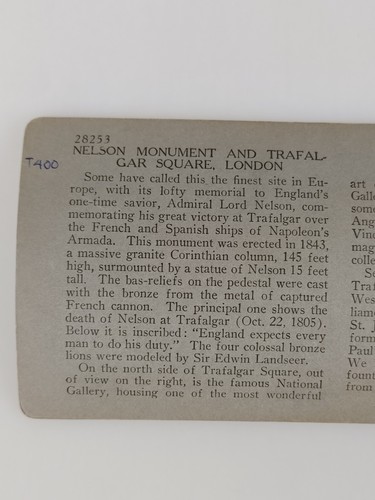 28253
T400
NELSON MONUMENT AND TRAFAL-
GAR SQUARE, LONDON
Some have called this the finest site in Eu-
rope, with its lofty memorial to England's
one-time savior, Admiral Lord Nelson, com-
memorating his great victory at Trafalgar over
the French and Spanish ships of Napoleon's
Armada. This monument was erected in 1843,
a massive granite Corinthian column, 145 feet
high, surmounted by a statue of Nelson 15 feet
tall. The bas-reliefs on the pedestal were cast
with the bronze from the metal of captured
French cannon. The principal one shows the
death of Nelson at Trafalgar (Oct. 22, 1805).
Below it is inscribed: "England expects every
man to do his duty." The four colossal bronze
lions were modeled by Sir Edwin Landseer.
On the north side of Trafalgar Square, out
of view on the right, is the famous National
Gallery, housing one of the most wonderful
art
Galle
some
Ang
Vinc
mag
colle
Se
Traf
Wes
liame
St. J
form
Paul
We
fount
from